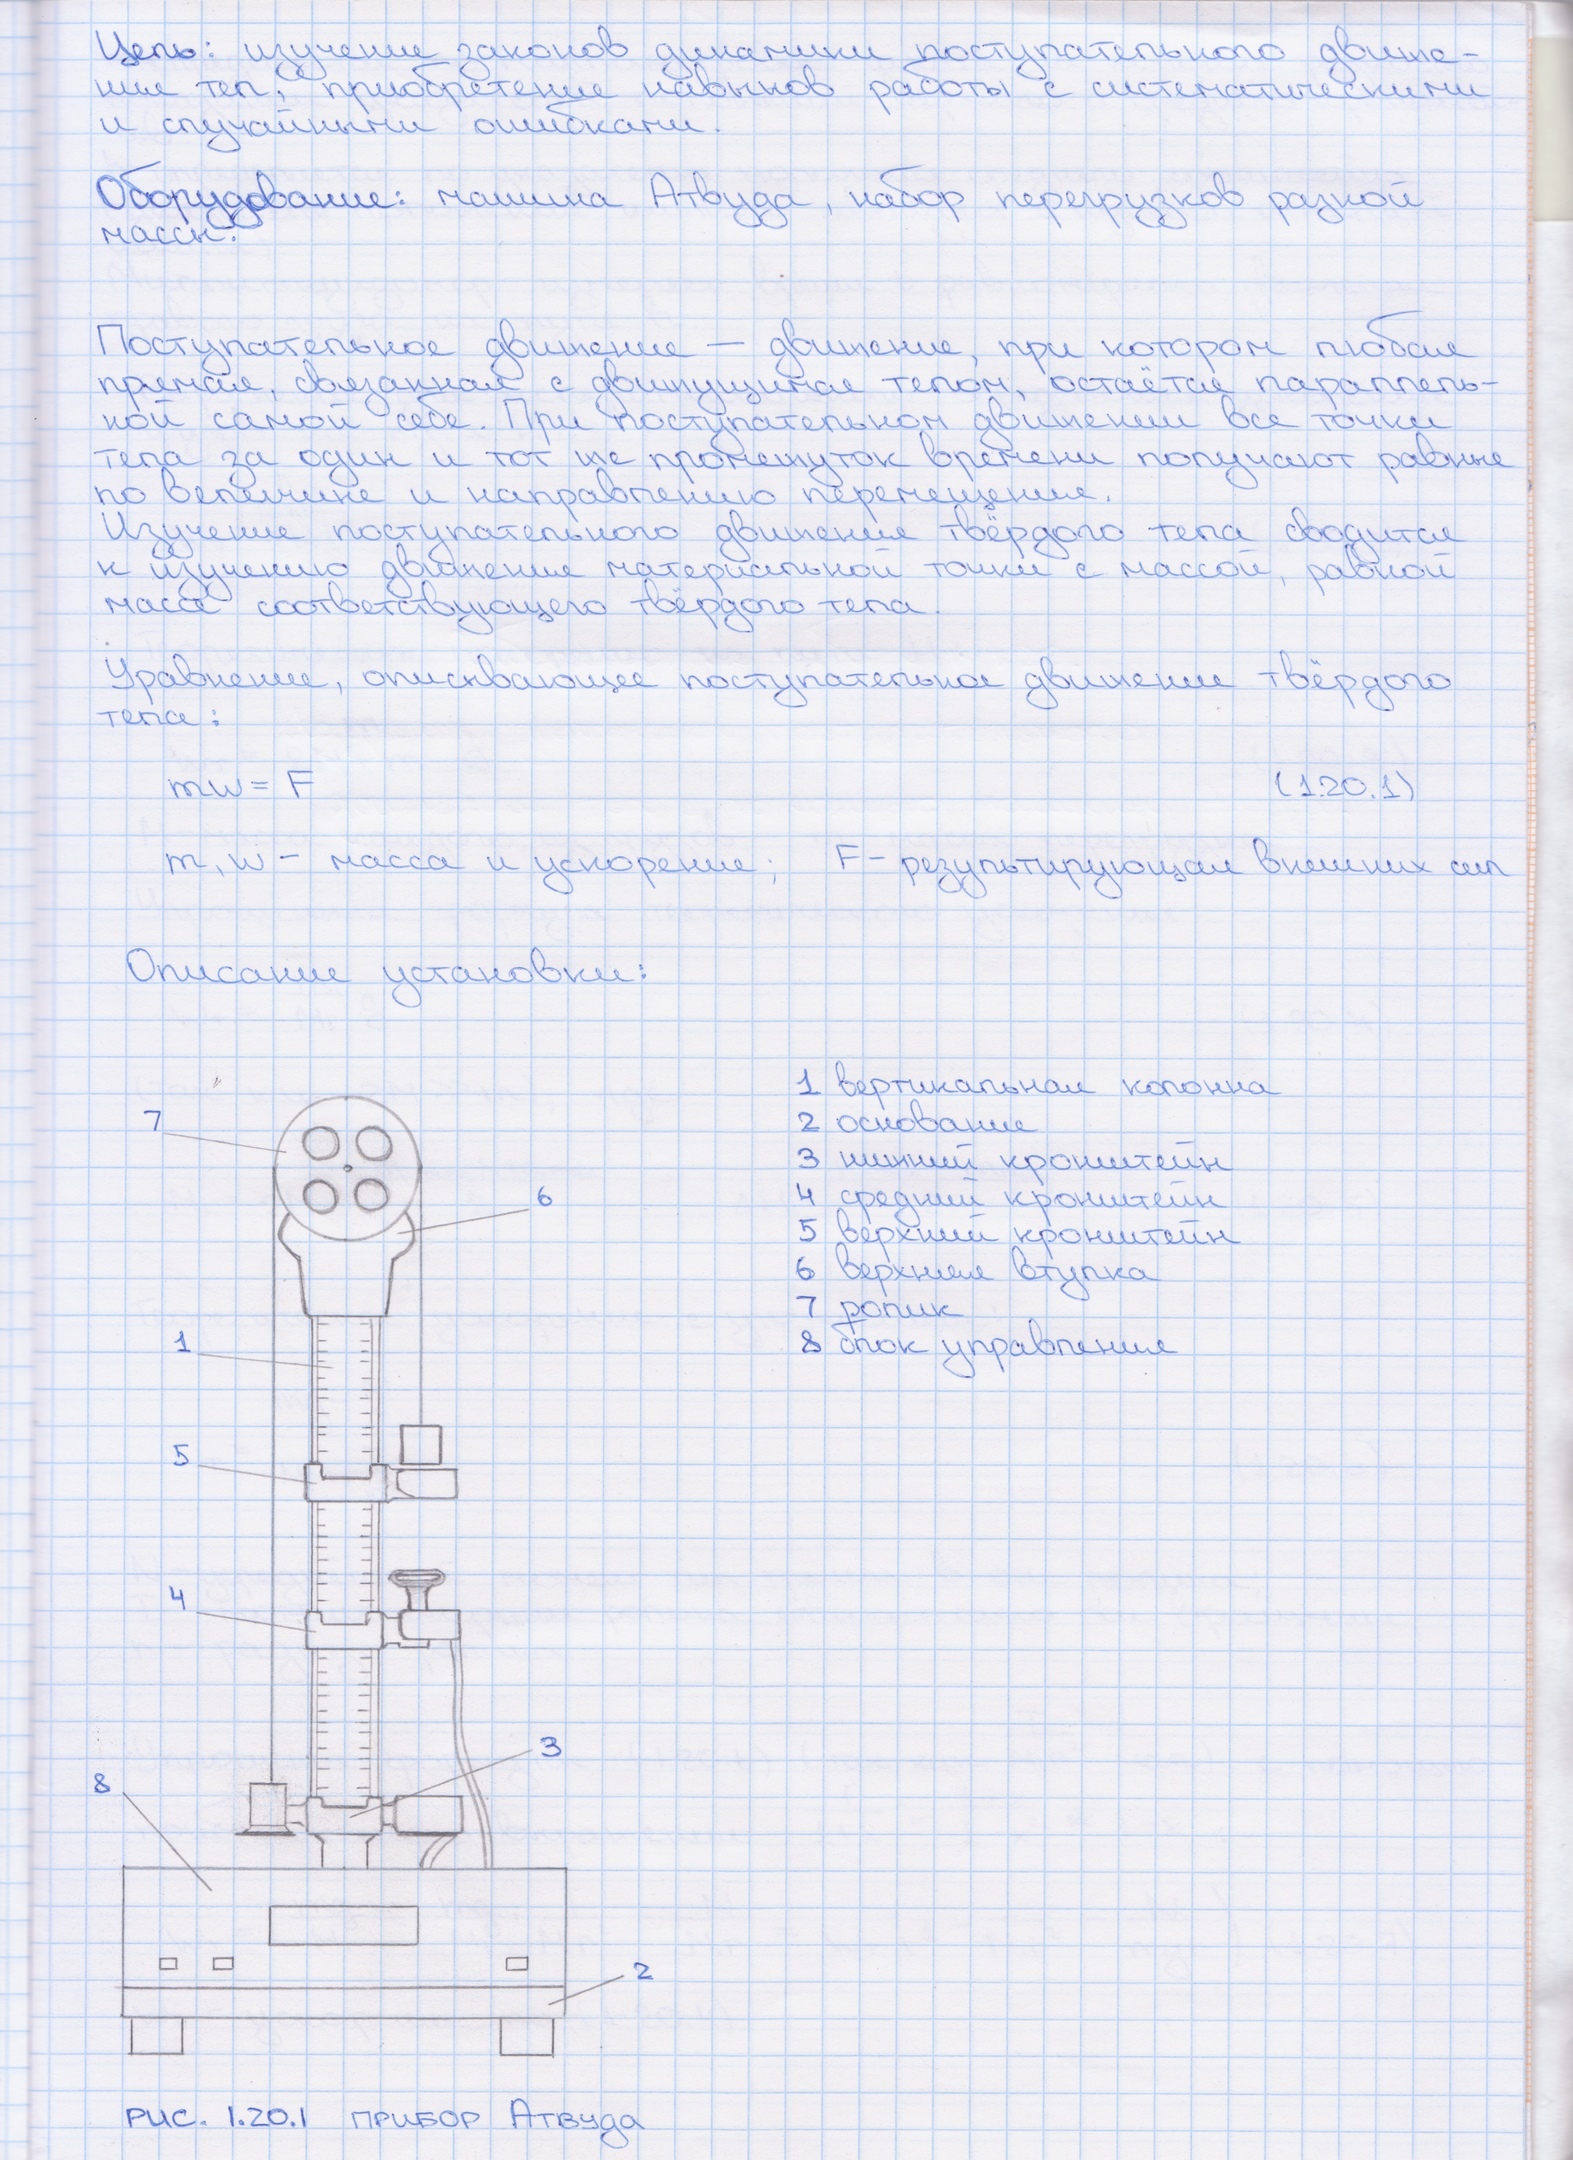 Цель: изучение законов динамики поступательного движе-
ния тел; приобретение навыков работы с систематическими
и случайными ошибками.
Оборудование: машина Атвуда, набор перегрузков разной
массы.
Поступательное движение — движение, при котором любая
прямая, связанная с движущимся телом, остаётся параллель-
ной самой себе. При поступательном движении все точки
тела за один и тот же промежуток времени получают равные
по величине и направлению перемещения.
Изучение поступательного движения твёрдого тела сводится
к изучению движения материальной точки с массой, равной
массе соответствующего твёрдого тела.
Уравнение, описывающее поступательное движение твёрдого
тела:
mw = F (1.20.1)
m, w – масса и ускорение; F – результирующая внешних сил
Описание установки:
1 вертикальная колонна
2 основание
3 нижний кронштейн
4 средний кронштейн
5 верхний кронштейн
6 верхняя втулка
7 ролик
8 блок управления
7
6
1
5
4
3
8
2
РИС. 1.20.1 ПРИБОР АТВУДА